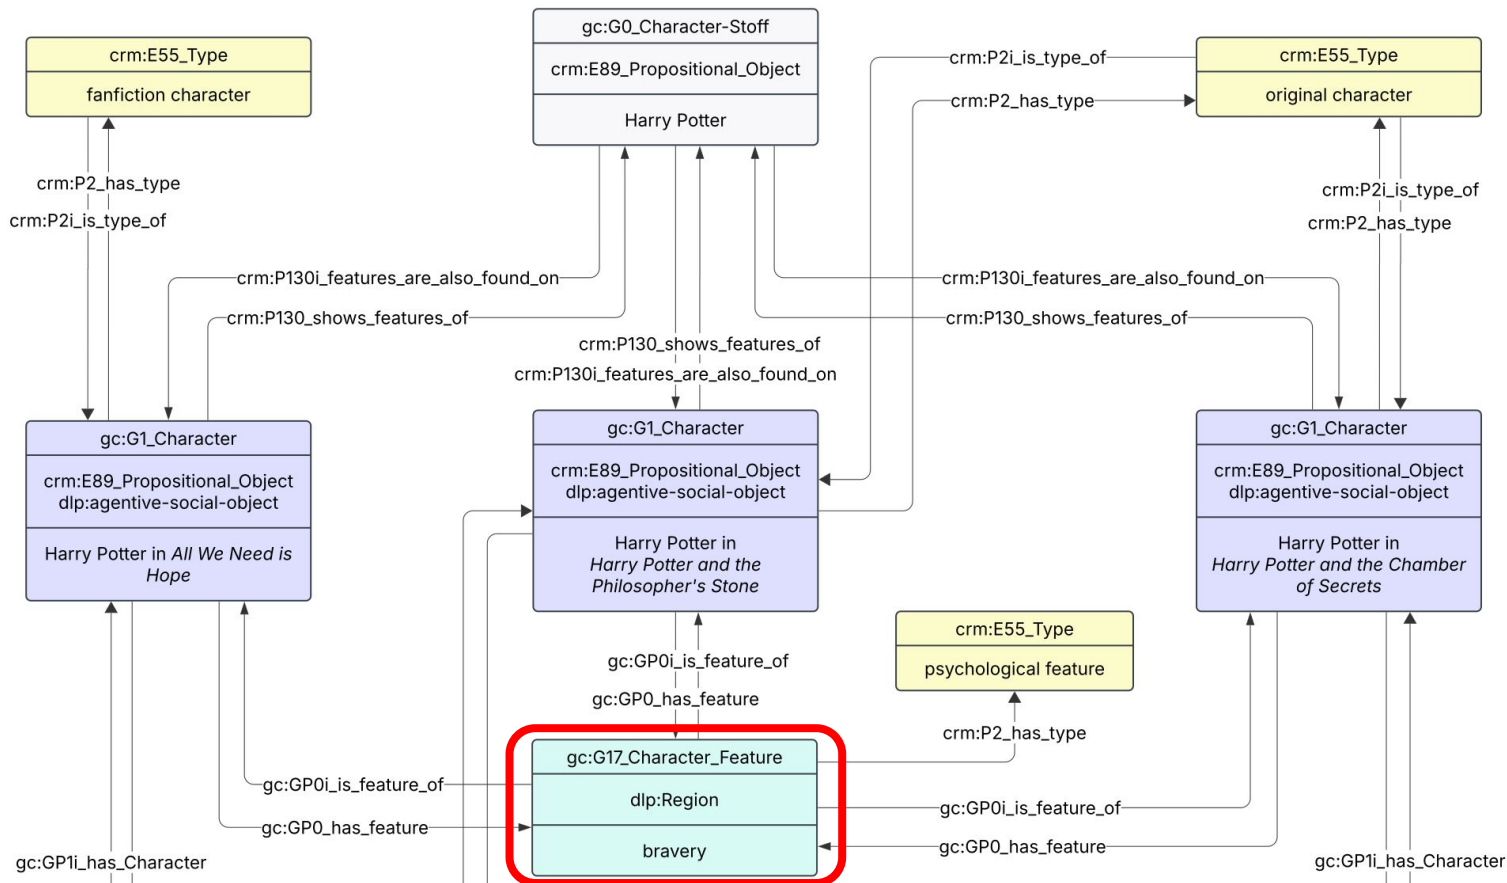 gc:G0_Character-Stoff
crm:E89_Propositional_Object
Harry Potter
crm:E55_Type
fanfiction character
crm:E55_Type
original character
crm:P2i_is_type_of
crm:P2_has_type
crm:P2_has_type
crm:P2i_is_type_of
crm:P2i_is_type_of
crm:P2_has_type
crm:P130i_features_are_also_found_on
crm:P130_shows_features_of
crm:P130i_features_are_also_found_on
crm:P130_shows_features_of
crm:P130_shows_features_of
crm:P130i_features_are_also_found_on
gc:G1_Character
crm:E89_Propositional_Object
dlp:agentive-social-object
Harry Potter in All We Need is
Hope
gc:G1_Character
crm:E89_Propositional_Object
dlp:agentive-social-object
Harry Potter in
Harry Potter and the
Philosopher's Stone
gc:G1_Character
crm:E89_Propositional_Object
dlp:agentive-social-object
Harry Potter in
Harry Potter and the Chamber
of Secrets
gc:GP0i_is_feature_of
gc:GP0_has_feature
crm:E55_Type
psychological feature
crm:P2_has_type
gc:G17_Character_Feature
dlp:Region
bravery
gc:GP0i_is_feature_of
gc:GP0_has_feature
gc:GP0i_is_feature_of
gc:GP0_has_feature
gc:GP1i_has_Character
gc:GP1i_has_Character